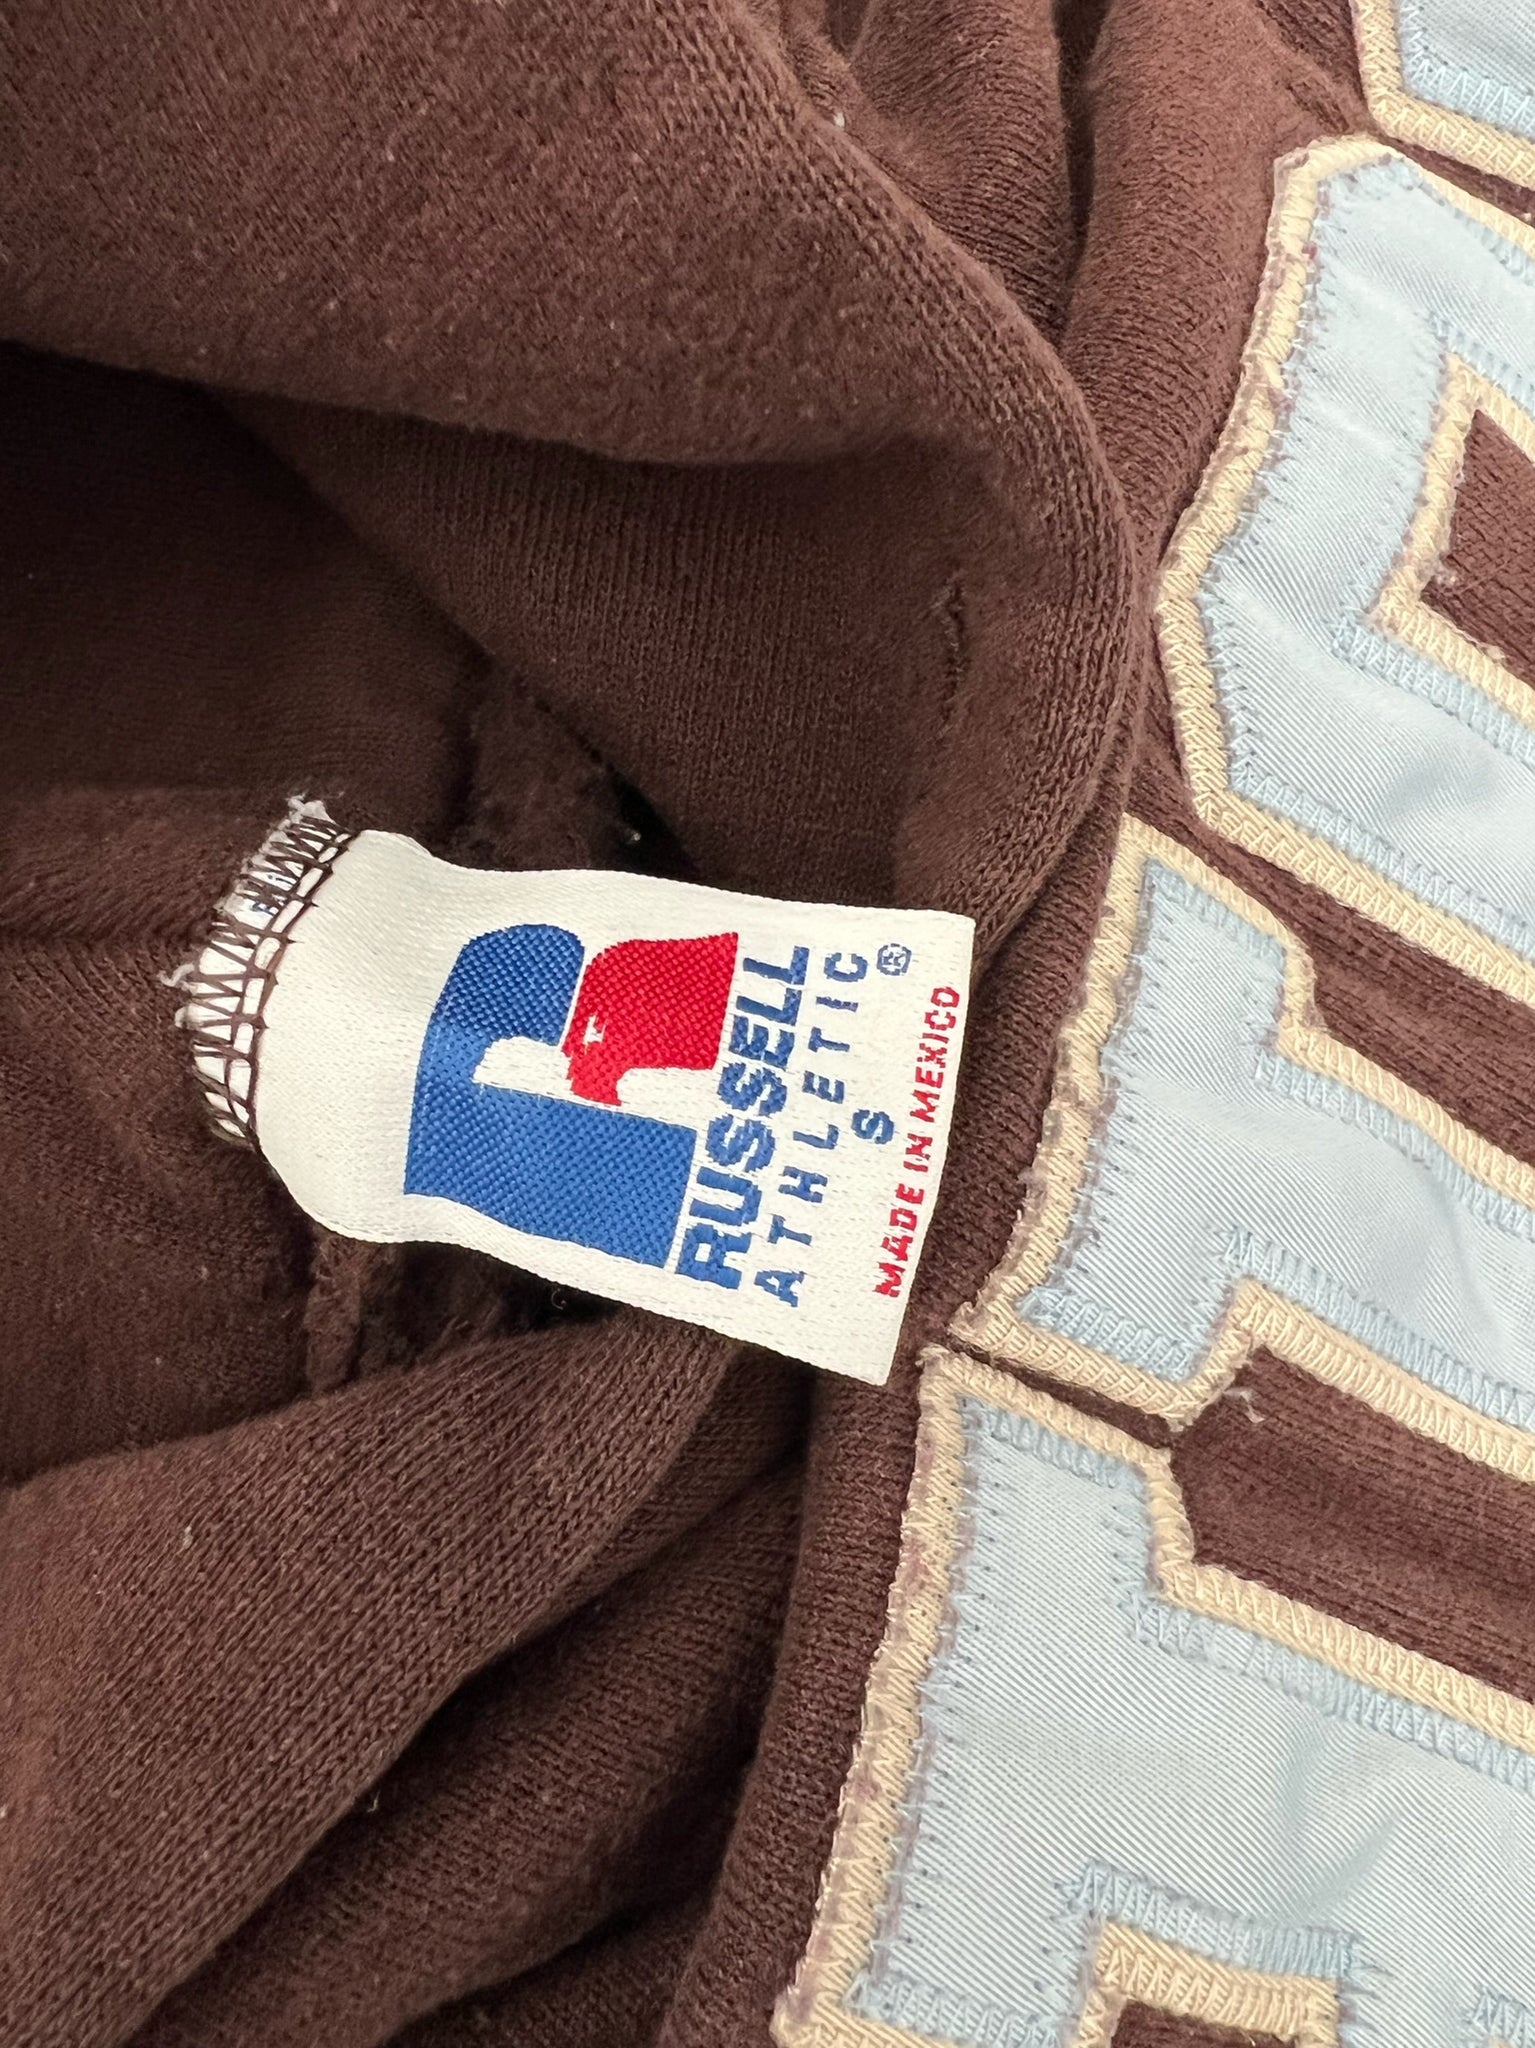 RUSSELL
ATHLETIC®
S
MADE IN MEXICO